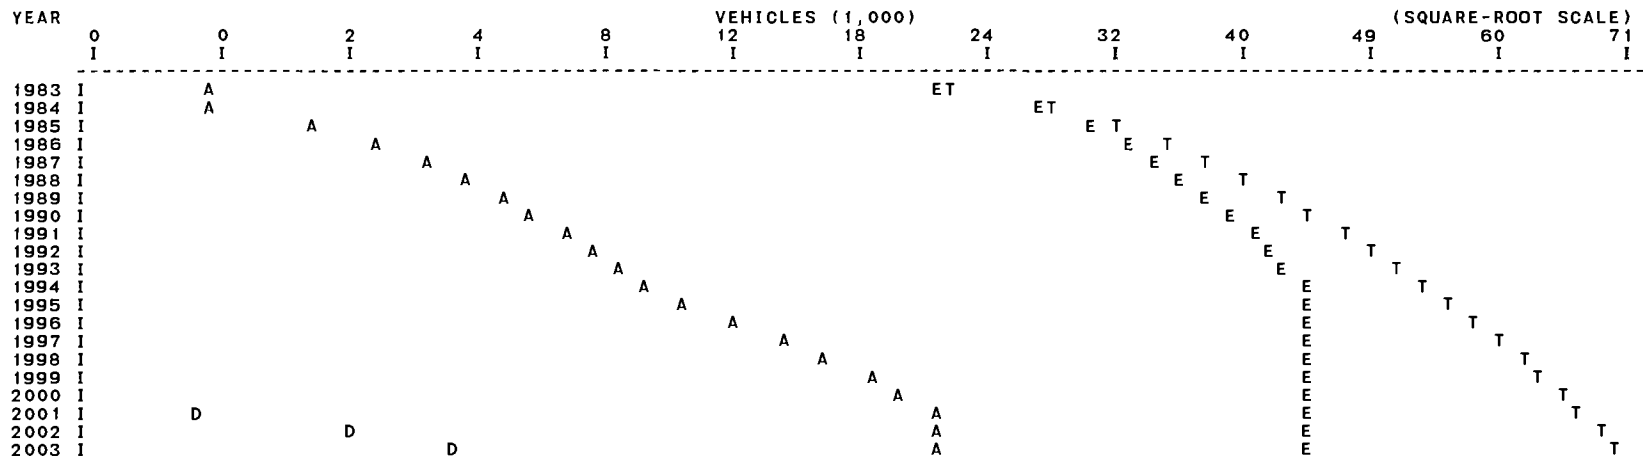 YEAR VEHICLES (1,000) (SQUARE-ROOT SCALE)
0 0 2 4 8 12 18 24 32 40 49 60 71
I I I I I I I I I I I I I
--------------------------------------------------------------------------------
1983 I A ET
1984 I A ET
1985 I A E T
1986 I A E T
1987 I A E T
1988 I A E T
1989 I A E T
1990 I A E T
1991 I A E T
1992 I A E T
1993 I A E T
1994 I A E T
1995 I A E T
1996 I A E T
1997 I A E T
1998 I A E T
1999 I A E T
2000 I A E T
2001 I D A E T
2002 I D A E T
2003 I D A E T